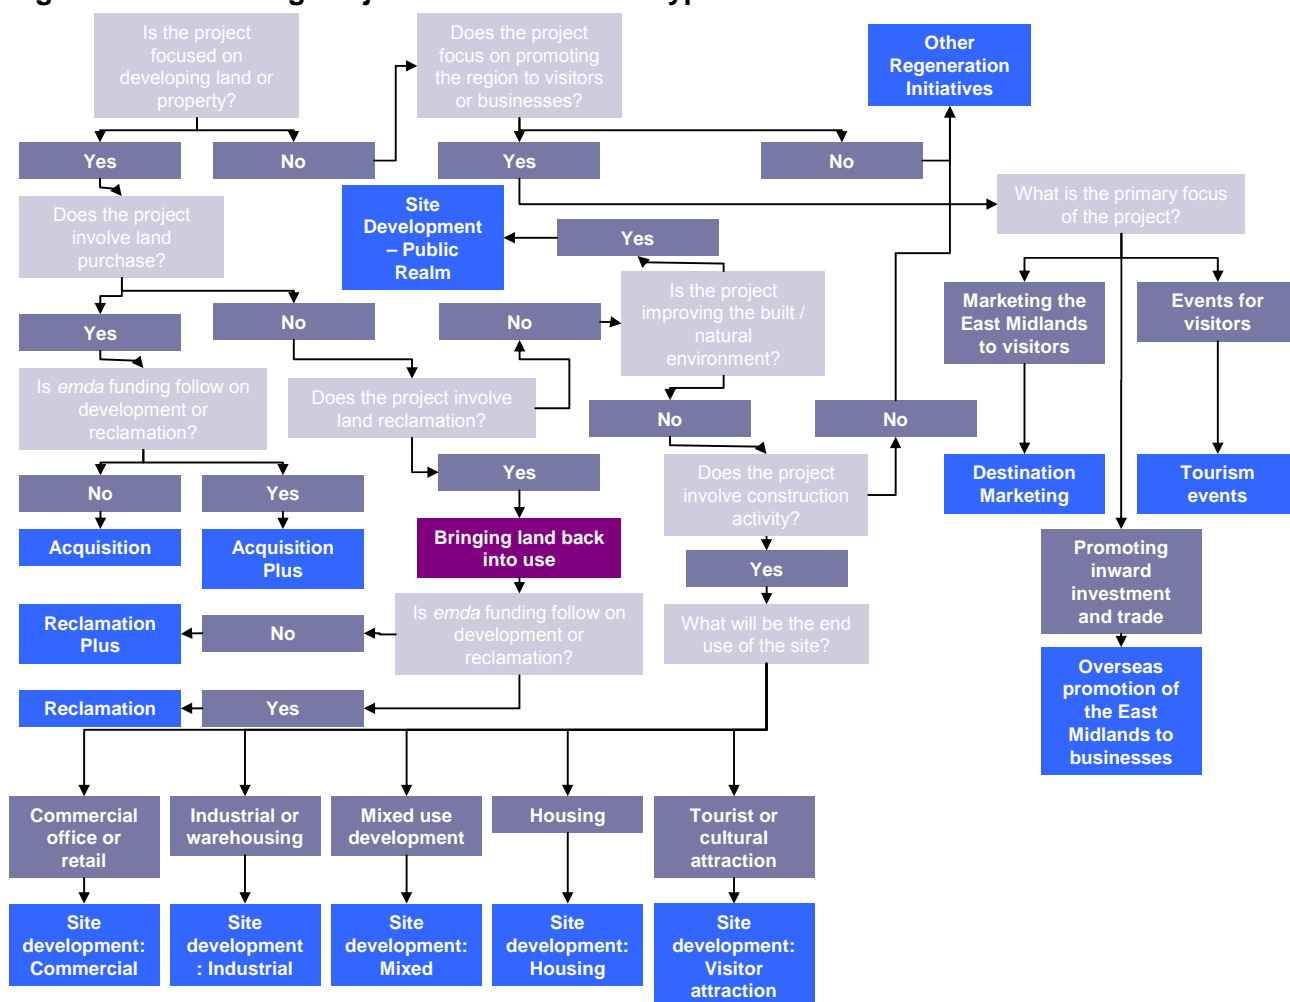 Is the project
focused on
developing land or
property?
Does the project
focus on promoting
the region to visitors
or businesses?
Other
Regeneration
Initiatives
Yes
No
Yes
No
Does the project
involve land
purchase?
Site
Development
– Public
Realm
Yes
What is the primary focus
of the project?
Yes
No
No
Is the project
improving the built /
natural
environment?
Marketing the
East Midlands
to visitors
Events for
visitors
Is emda funding follow on
development or
reclamation?
Does the project involve
land reclamation?
No
No
No
Yes
Yes
Does the project
involve construction
activity?
Destination
Marketing
Tourism
events
Acquisition
Acquisition
Plus
Bringing land back
into use
Yes
Promoting
inward
investment
and trade
Reclamation
Plus
No
Is emda funding follow on
development or
reclamation?
What will be the end
use of the site?
Overseas
promotion of
the East
Midlands to
businesses
Reclamation
Yes
Commercial
office or
retail
Industrial or
warehousing
Mixed use
development
Housing
Tourist or
cultural
attraction
Site
development:
Commercial
Site
development
: Industrial
Site
development:
Mixed
Site
development:
Housing
Site
development:
Visitor
attraction